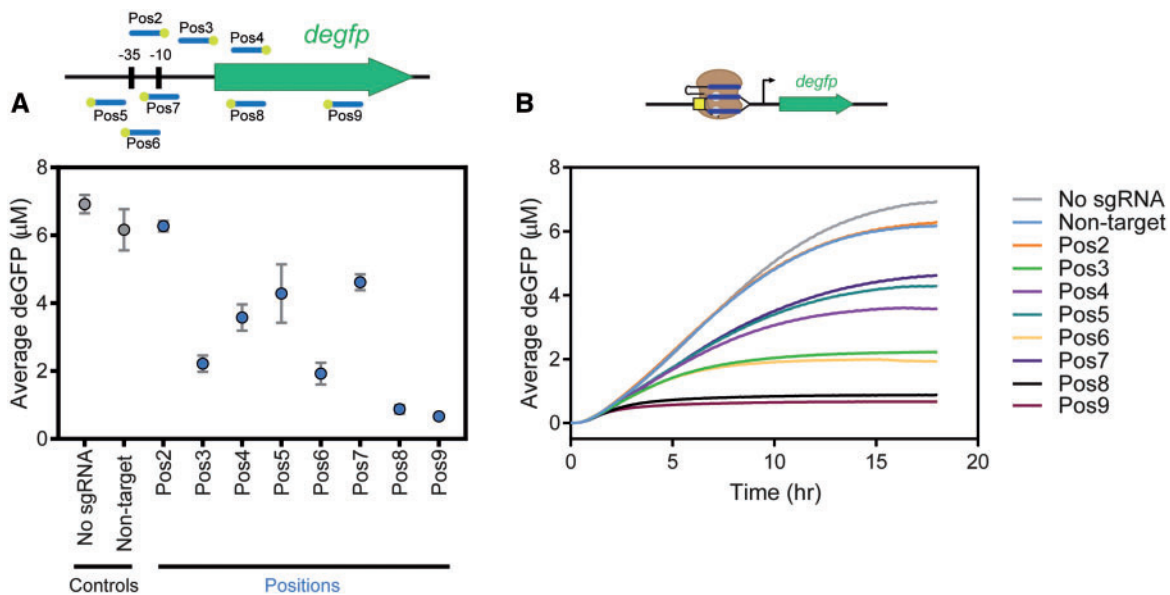 Pos2
Pos3
Pos4
degfp
-35
-10
Pos5
Pos6
Pos7
Pos8
Pos9
A
Average deGFP (µM)
8
6
4
2
0
No sgRNA
Non-target
Pos2
Pos3
Pos4
Pos5
Pos6
Pos7
Pos8
Pos9
Controls
Positions
B
degfp
Average deGFP (µM)
8
6
4
2
0
0
5
10
15
20
Time (hr)
No sgRNA
Non-target
Pos2
Pos3
Pos4
Pos5
Pos6
Pos7
Pos8
Pos9